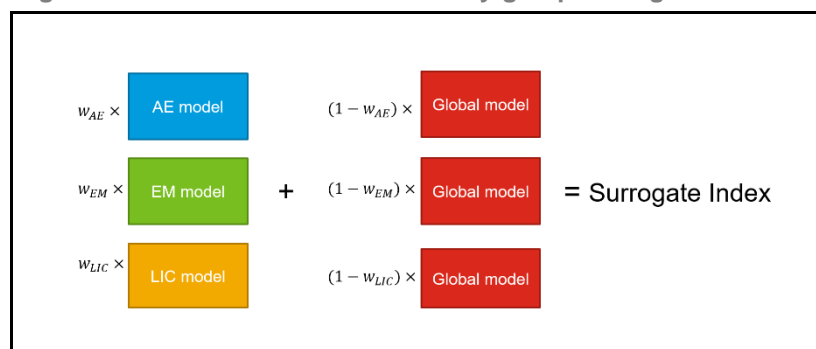 w_AE × AE model (1 − w_AE) × Global model
w_EM × EM model + (1 − w_EM) × Global model = Surrogate Index
w_LIC × LIC model (1 − w_LIC) × Global model